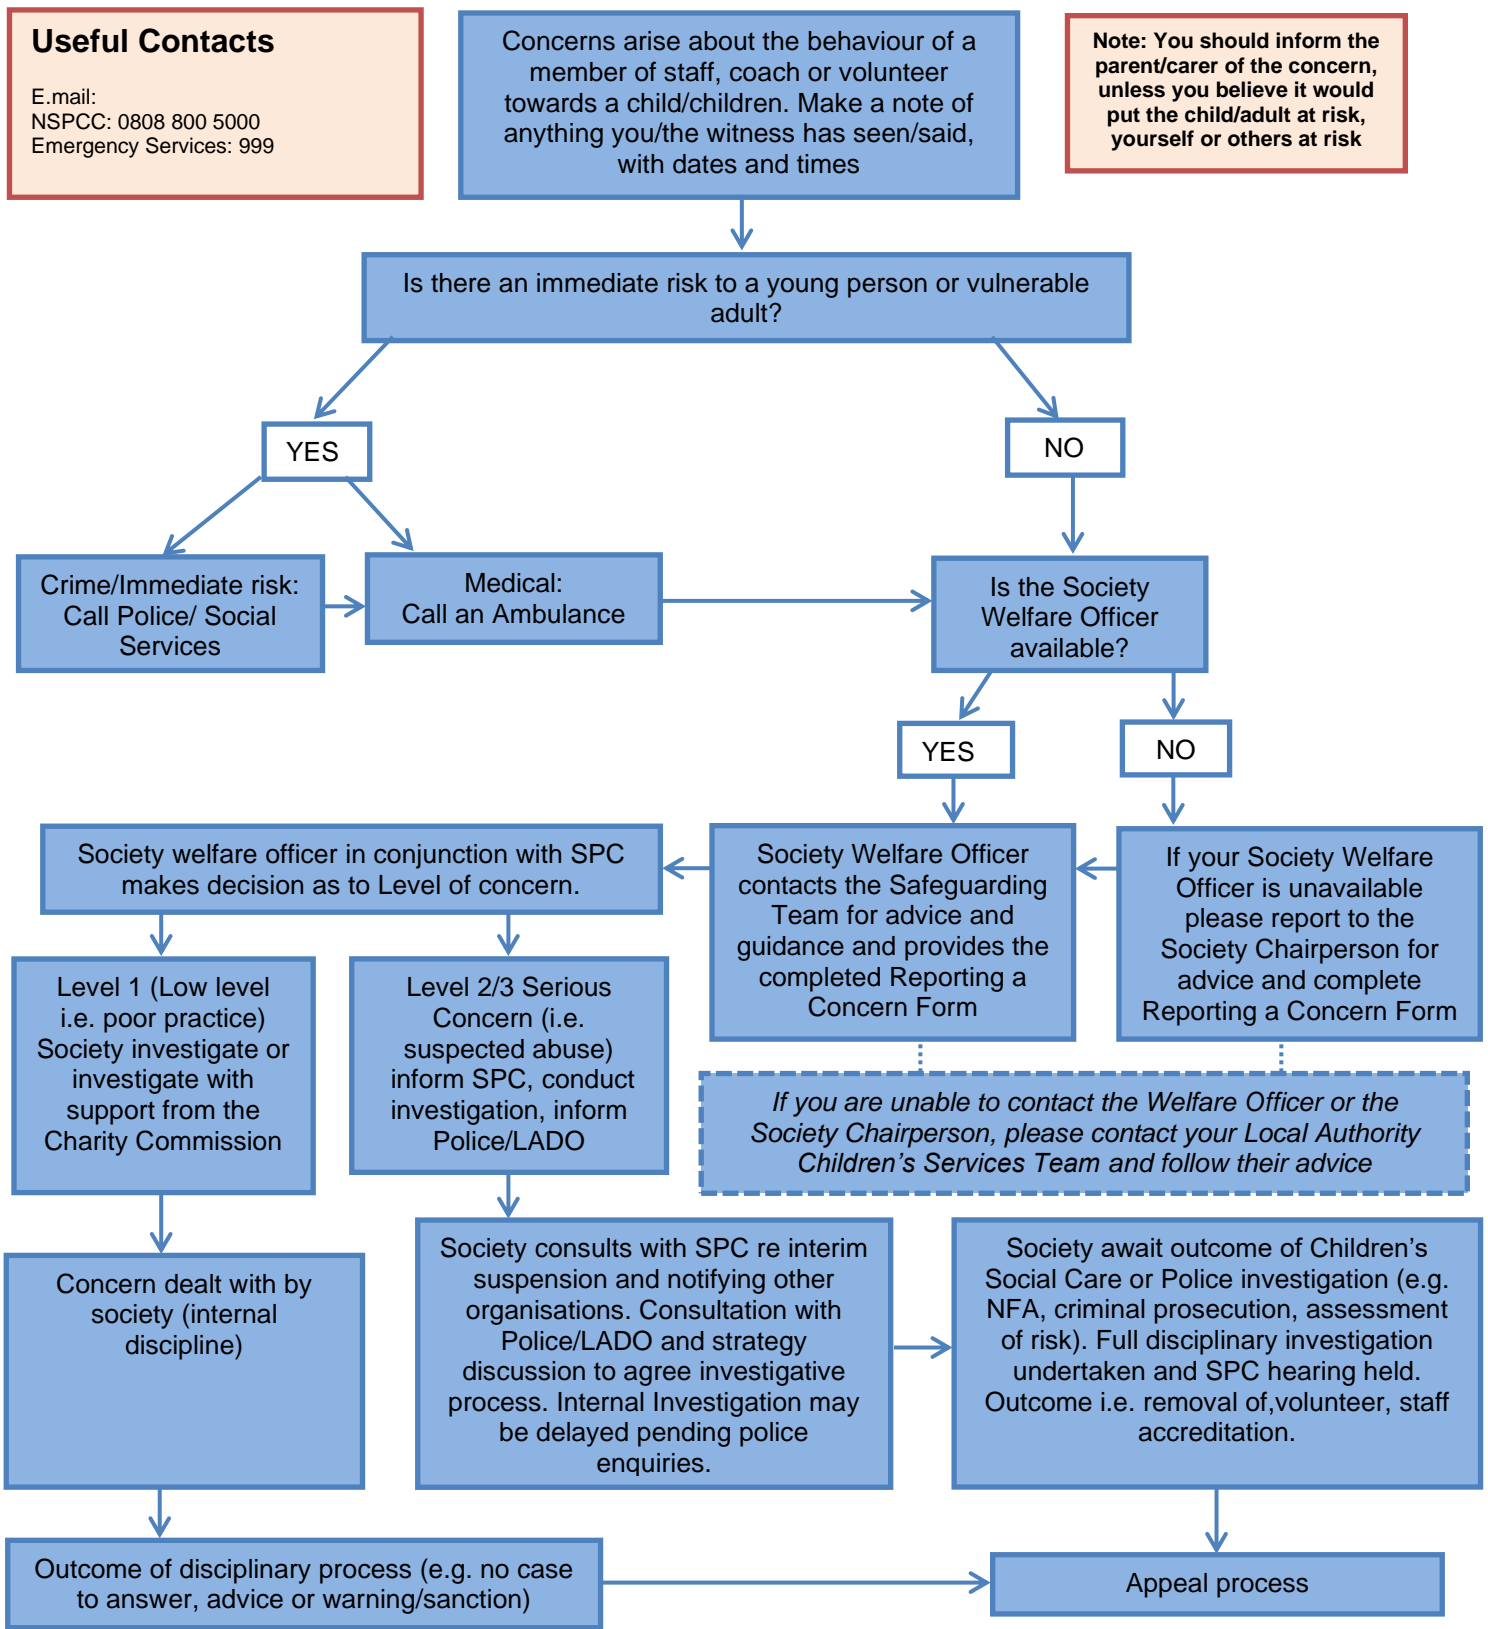 Useful Contacts
E.mail:
NSPCC: 0808 800 5000
Emergency Services: 999
Concerns arise about the behaviour of a
member of staff, coach or volunteer
towards a child/children. Make a note of
anything you/the witness has seen/said,
with dates and times
Note: You should inform the
parent/carer of the concern,
unless you believe it would
put the child/adult at risk,
yourself or others at risk
Is there an immediate risk to a young person or vulnerable
adult?
YES
NO
Crime/Immediate risk:
Call Police/ Social
Services
Medical:
Call an Ambulance
Is the Society
Welfare Officer
available?
YES
NO
Society welfare officer in conjunction with SPC
makes decision as to Level of concern.
Society Welfare Officer
contacts the Safeguarding
Team for advice and
guidance and provides the
completed Reporting a
Concern Form
If your Society Welfare
Officer is unavailable
please report to the
Society Chairperson for
advice and complete
Reporting a Concern Form
Level 1 (Low level
i.e. poor practice)
Society investigate or
investigate with
support from the
Charity Commission
Level 2/3 Serious
Concern (i.e.
suspected abuse)
inform SPC, conduct
investigation, inform
Police/LADO
If you are unable to contact the Welfare Officer or the
Society Chairperson, please contact your Local Authority
Children’s Services Team and follow their advice
Concern dealt with by
society (internal
discipline)
Society consults with SPC re interim
suspension and notifying other
organisations. Consultation with
Police/LADO and strategy
discussion to agree investigative
process. Internal Investigation may
be delayed pending police
enquiries.
Society await outcome of Children’s
Social Care or Police investigation (e.g.
NFA, criminal prosecution, assessment
of risk). Full disciplinary investigation
undertaken and SPC hearing held.
Outcome i.e. removal of,volunteer, staff
accreditation.
Outcome of disciplinary process (e.g. no case
to answer, advice or warning/sanction)
Appeal process